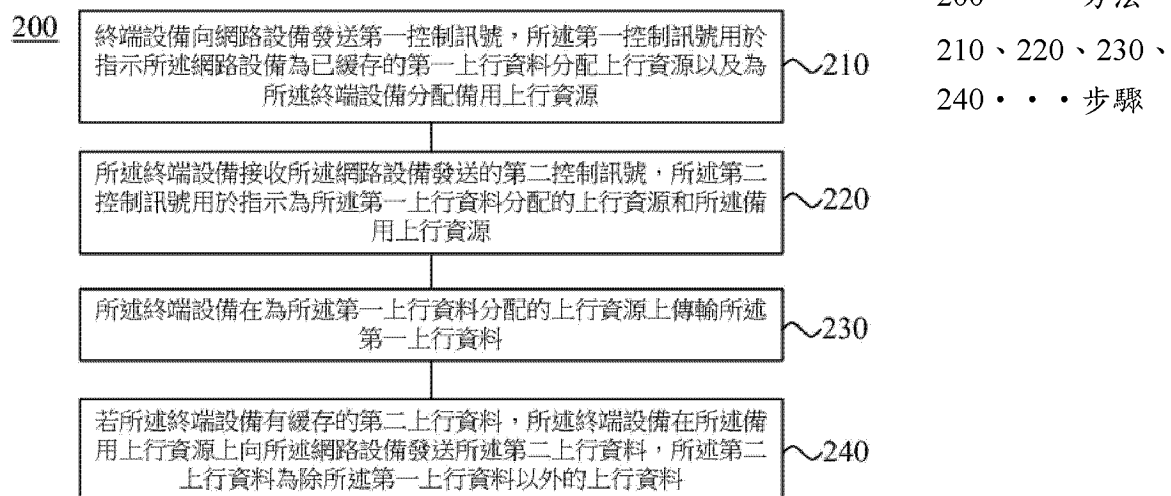 200
終端設備向網路設備發送第一控制訊號，所述第一控制訊號用於
指示所述網路設備為已緩存的第一上行資料分配上行資源以及為
所述終端設備分配備用上行資源
210
所述終端設備接收所述網路設備發送的第二控制訊號，所述第二
控制訊號用於指示為所述第一上行資料分配的上行資源和所述備
用上行資源
220
所述終端設備在為所述第一上行資料分配的上行資源上傳輸所述
第一上行資料
230
若所述終端設備有緩存的第二上行資料，所述終端設備在所述備
用上行資源上向所述網路設備發送所述第二上行資料，所述第二
上行資料為除所述第一上行資料以外的上行資料
240
210、220、230、
240・・・步驟